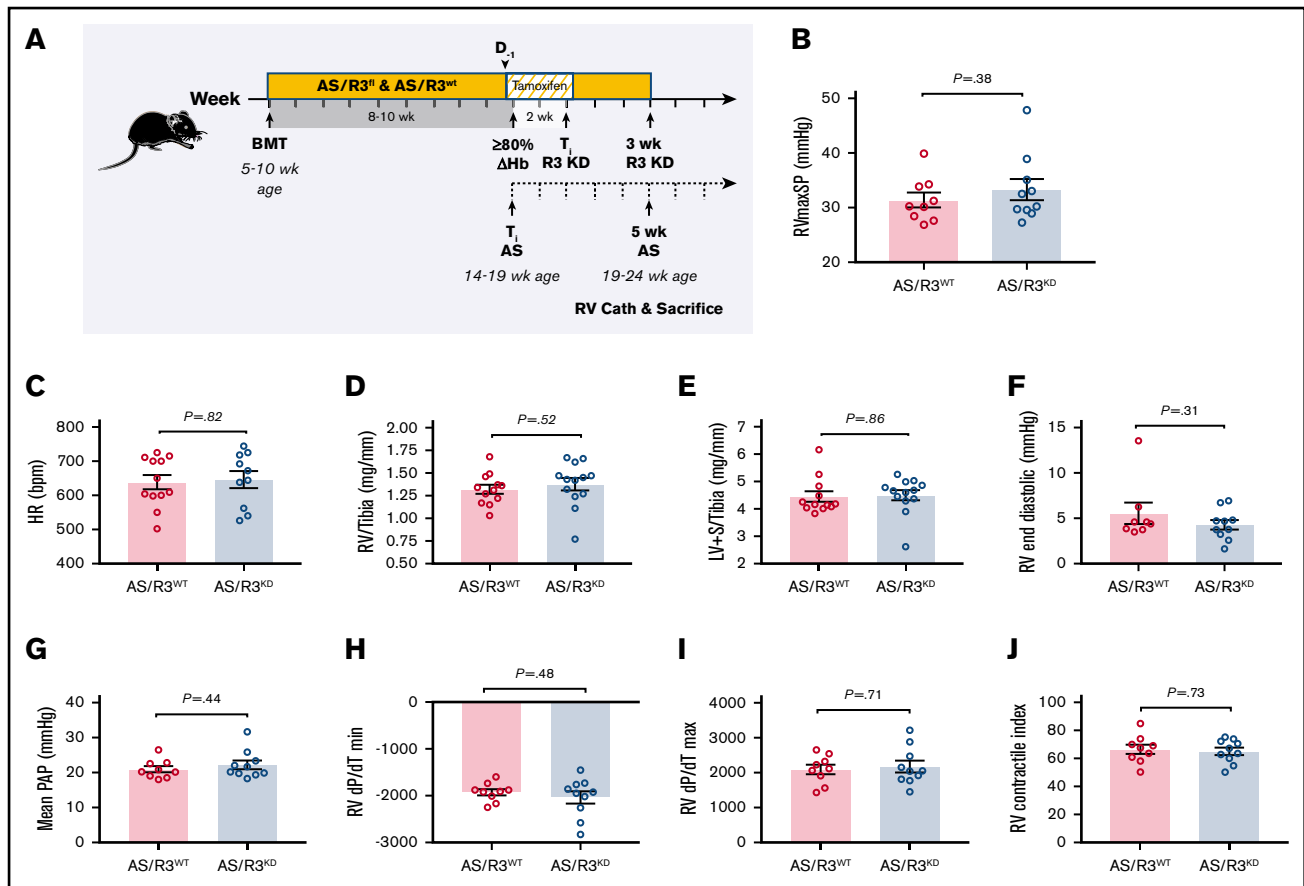 A
D-1
AS/R3fl & AS/R3wt
Tamoxifen
Week
8-10 wk
2 wk
BMT
5-10 wk
age
≥80%
ΔHb
Ti
R3 KD
3 wk
R3 KD
Ti
AS
14-19 wk age
5 wk
AS
19-24 wk age
RV Cath & Sacrifice
B
P=.38
RVmaxSP (mmHg)
50
40
30
20
AS/R3WT
AS/R3KD
C
P=.82
HR (bpm)
800
700
600
500
400
AS/R3WT
AS/R3KD
D
P=.52
RV/Tibia (mg/mm)
2.00
1.75
1.50
1.25
1.00
0.75
0.50
AS/R3WT
AS/R3KD
E
P=.86
LV+S/Tibia (mg/mm)
7
6
5
4
3
2
AS/R3WT
AS/R3KD
F
P=.31
RV end diastolic (mmHg)
15
10
5
0
AS/R3WT
AS/R3KD
G
P=.44
Mean PAP (mmHg)
40
30
20
10
0
AS/R3WT
AS/R3KD
H
P=.48
RV dP/dT min
0
-1000
-2000
-3000
AS/R3WT
AS/R3KD
I
P=.71
RV dP/dT max
4000
3000
2000
1000
0
AS/R3WT
AS/R3KD
J
P=.73
RV contractile index
100
80
60
40
20
0
AS/R3WT
AS/R3KD